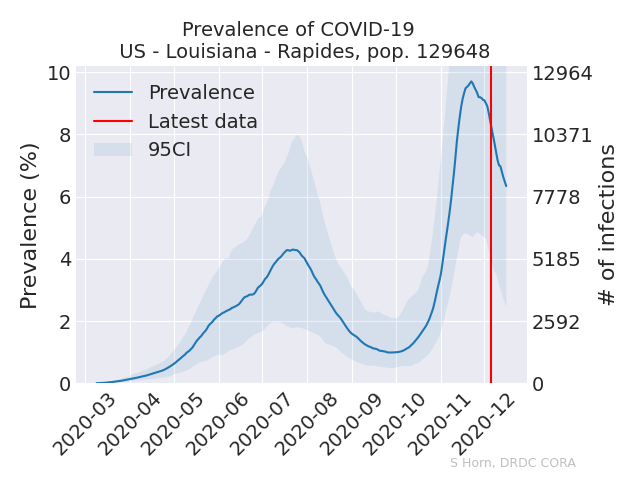 Prevalence of COVID-19
US - Louisiana - Rapides, pop. 129648
Prevalence (%)
10
8
6
4
2
0
Prevalence
Latest data
95CI
12964
10371
7778
5185
2592
0
# of infections
2020-03
2020-04
2020-05
2020-06
2020-07
2020-08
2020-09
2020-10
2020-11
2020-12
S Horn, DRDC CORA